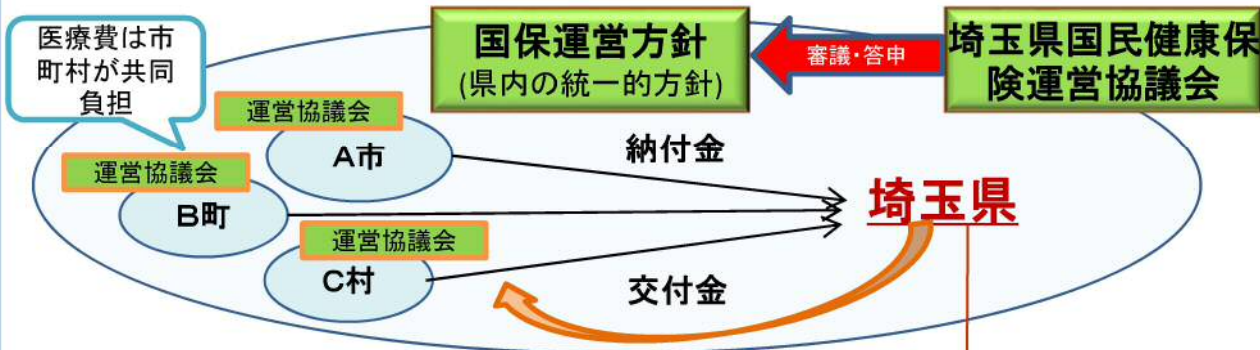 医療費は市
町村が共同
負担
国保運営方針
(県内の統一的方針)
審議・答申
埼玉県国民健康保
険運営協議会
運営協議会
A市
運営協議会
B町
運営協議会
C村
納付金
埼玉県
交付金